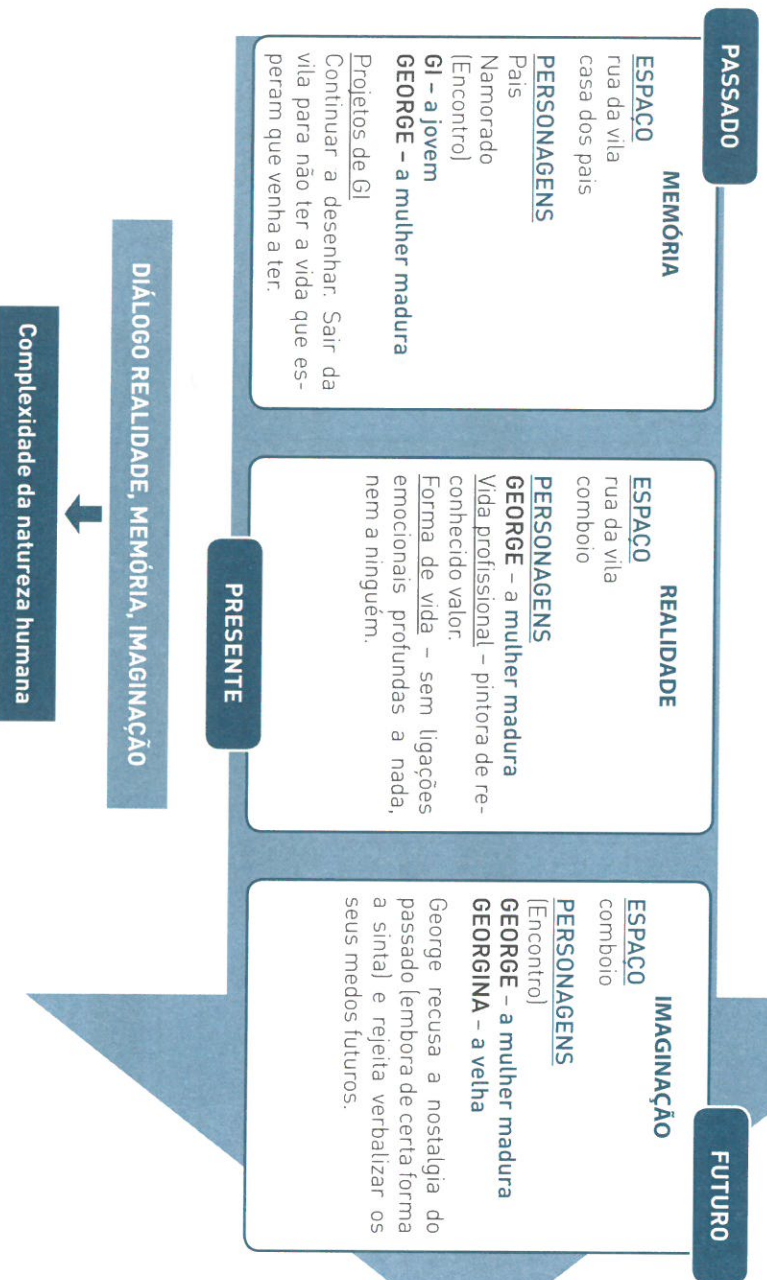 PASSADO
MEMÓRIA
ESPAÇO
rua da vila
casa dos pais
PERSONAGENS
Pais
Namorado
(Encontro)
GI – a jovem
GEORGE – a mulher madura
Projetos de GI
Continuar a desenhar. Sair da
vila para não ter a vida que es-
peram que venha a ter.
REALIDADE
ESPAÇO
rua da vila
comboio
PERSONAGENS
GEORGE – a mulher madura
Vida profissional – pintora de re-
conhecido valor.
Forma de vida – sem ligações
emocionais profundas a nada,
nem a ninguém.
PRESENTE
IMAGINAÇÃO
ESPAÇO
comboio
PERSONAGENS
(Encontro)
GEORGE – a mulher madura
GEORGINA – a velha
George recusa a nostalgia do
passado (embora de certa forma
a sinta) e rejeita verbalizar os
seus medos futuros.
FUTURO
DIÁLOGO REALIDADE, MEMÓRIA, IMAGINAÇÃO
Complexidade da natureza humana